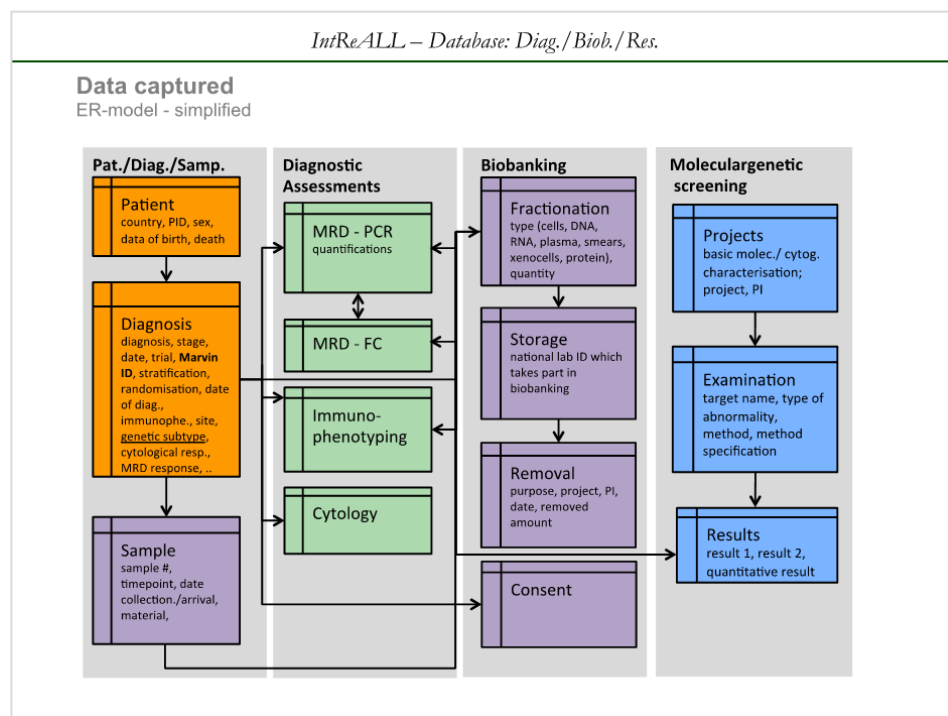 IntReALL – Database: Diag./Biob./Res.
Data captured
ER-model - simplified
Pat./Diag./Samp.
Patient
country, PID, sex,
data of birth, death
Diagnosis
diagnosis, stage,
date, trial, Marvin
ID, stratification,
randomisation, date
of diag.,
immunophe., site,
genetic subtype,
cytological resp.,
MRD response, ..
Sample
sample #,
timepoint, date
collection./arrival,
material,
Diagnostic
Assessments
MRD - PCR
quantifications
MRD - FC
Immuno-
phenotyping
Cytology
Biobanking
Fractionation
type (cells, DNA,
RNA, plasma, smears,
xenocells, protein),
quantity
Storage
national lab ID which
takes part in
biobanking
Removal
purpose, project, PI,
date, removed
amount
Consent
Moleculargenetic
screening
Projects
basic molec./ cytog.
characterisation;
project, PI
Examination
target name, type of
abnormality,
method, method
specification
Results
result 1, result 2,
quantitative result